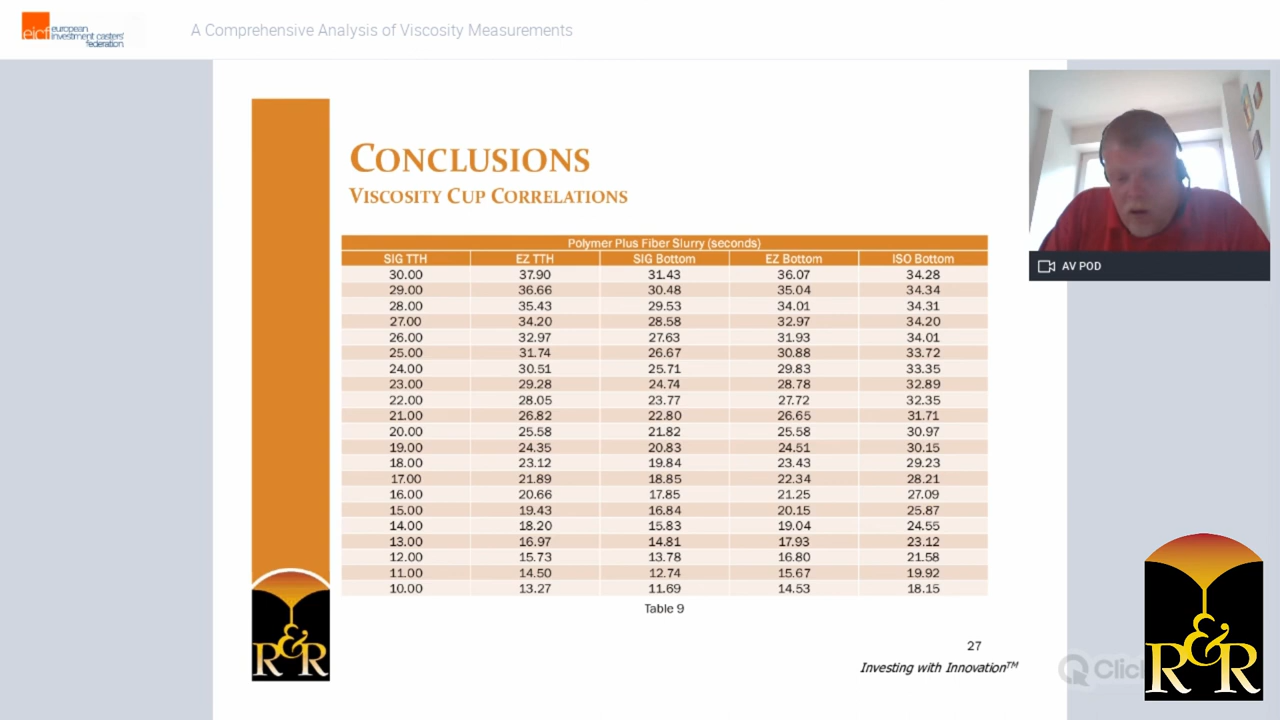 eicf european
investment casters'
federation.
A Comprehensive Analysis of Viscosity Measurements
CONCLUSIONS
VISCOSITY CUP CORRELATIONS
Polymer Plus Fiber Slurry (seconds)
SIG TTH EZ TTH SIG Bottom EZ Bottom ISO Bottom
30.00 37.90 31.43 36.07 34.28
29.00 36.66 30.48 35.04 34.34
28.00 35.43 29.53 34.01 34.31
27.00 34.20 28.58 32.97 34.20
26.00 32.97 27.63 31.93 34.01
25.00 31.74 26.67 30.88 33.72
24.00 30.51 25.71 29.83 33.35
23.00 29.28 24.74 28.78 32.89
22.00 28.05 23.77 27.72 32.35
21.00 26.82 22.80 26.65 31.71
20.00 25.58 21.82 25.58 30.97
19.00 24.35 20.83 24.51 30.15
18.00 23.12 19.84 23.43 29.23
17.00 21.89 18.85 22.34 28.21
16.00 20.66 17.85 21.25 27.09
15.00 19.43 16.84 20.15 25.87
14.00 18.20 15.83 19.04 24.55
13.00 16.97 14.81 17.93 23.12
12.00 15.73 13.78 16.80 21.58
11.00 14.50 12.74 15.67 19.92
10.00 13.27 11.69 14.53 18.15
Table 9
27
Investing with Innovation™
R&R
AV POD
Click
R&R